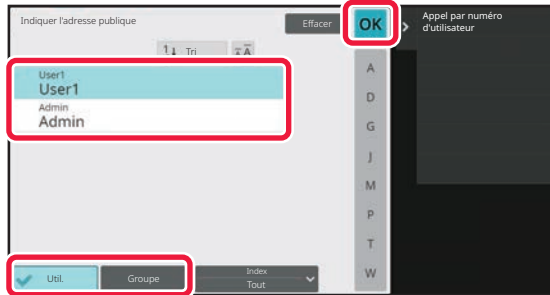 Indiquer l'adresse publique
Effacer
OK
Appel par numéro
d'utilisateur
Tri
User1
User1
Admin
Admin
A
D
G
J
M
P
T
W
Util.
Groupe
Index
Tout